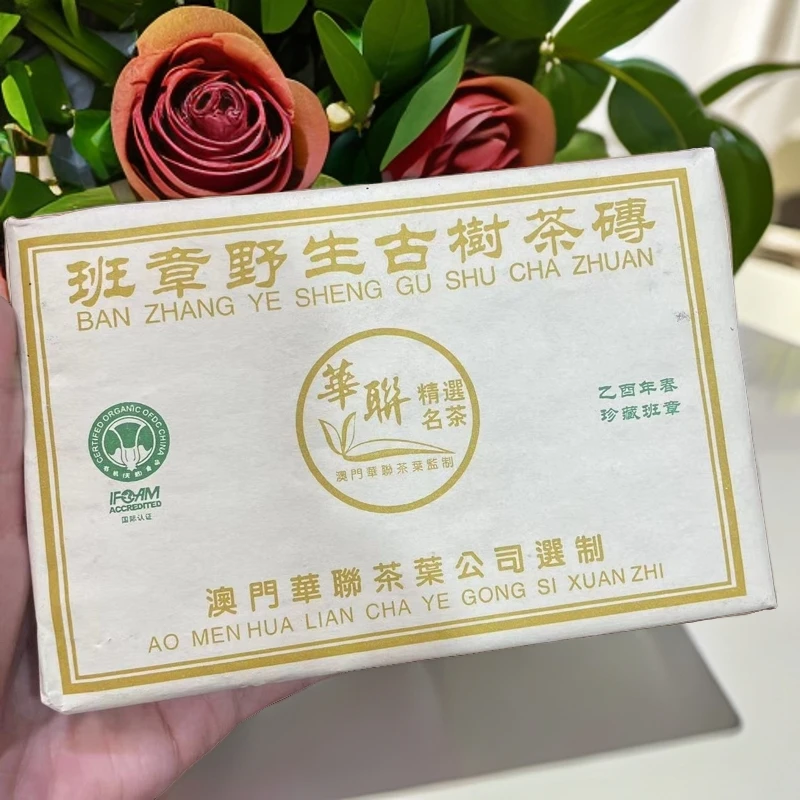 班章野生古樹茶磚
BAN ZHANG YE SHENG GU SHU CHA ZHUAN
華聯
精選
名茶
澳門華聯茶葉監制
乙酉年春
珍藏班章
CERTIFED ORGANIC OFDC CHINA
IFOAM
ACCREDITED
国际认证
澳門華聯茶葉公司選制
AO MEN HUA LIAN CHA YE GONG SI XUAN ZHI